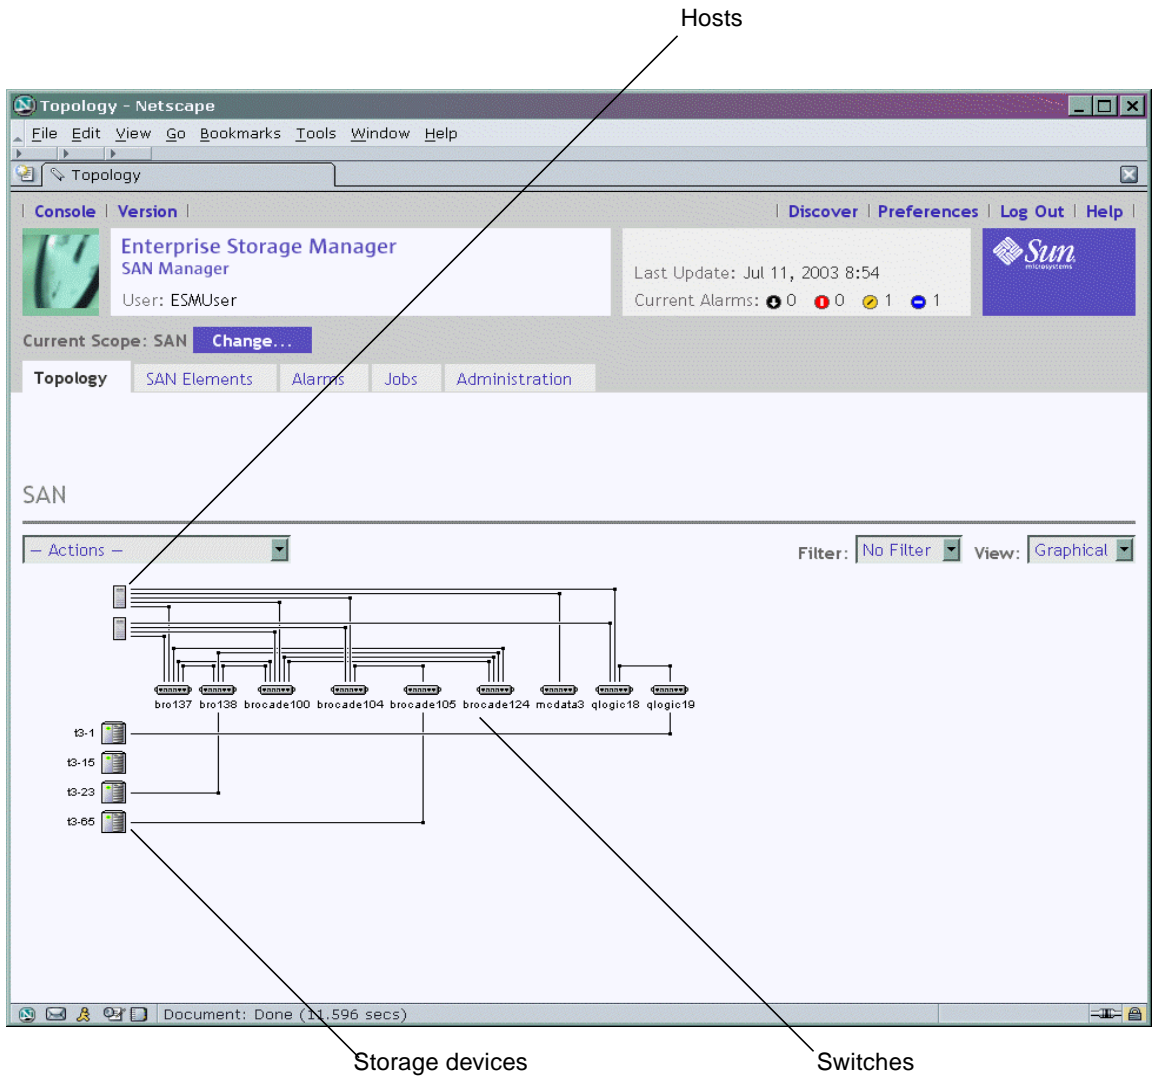 Hosts
Topology - Netscape
File Edit View Go Bookmarks Tools Window Help
Topology
| Console | Version |
| Discover | Preferences | Log Out | Help |
Enterprise Storage Manager
SAN Manager
User: ESMUser
Last Update: Jul 11, 2003 8:54
Current Alarms: 0 0 1 1
Sun
microsystems
Current Scope: SAN Change...
Topology SAN Elements Alarms Jobs Administration
SAN
— Actions —
Filter: No Filter View: Graphical
bro137 bro138 brocade100 brocade104 brocade105 brocade124 mcdata3 qlogic18 qlogic19
t3-1
t3-15
t3-23
t3-65
Document: Done (11.596 secs)
Storage devices
Switches